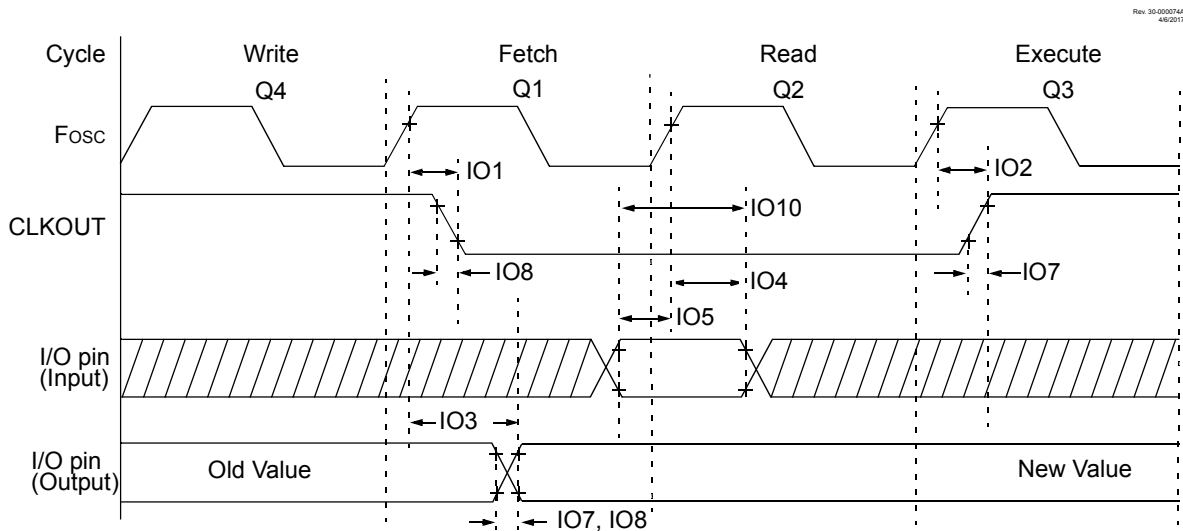 Rev. 30-000074A
4/6/2017
Cycle Write Fetch Read Execute
Q4 Q1 Q2 Q3
Fosc
IO1 IO2
IO10
CLKOUT
IO8 IO4 IO7
IO5
I/O pin
(Input)
IO3
I/O pin
(Output)
Old Value New Value
IO7, IO8